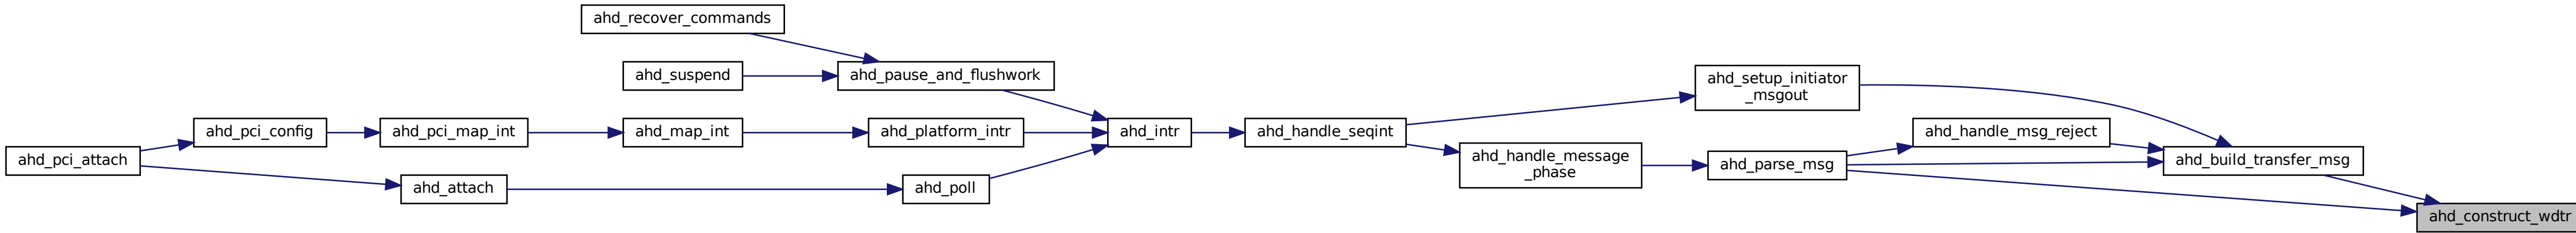 ahd_recover_commands
ahd_suspend
ahd_pause_and_flushwork
ahd_setup_initiator
_msgout
ahd_pci_config
ahd_pci_map_int
ahd_map_int
ahd_platform_intr
ahd_intr
ahd_handle_seqint
ahd_handle_msg_reject
ahd_pci_attach
ahd_handle_message
_phase
ahd_parse_msg
ahd_build_transfer_msg
ahd_attach
ahd_poll
ahd_construct_wdtr